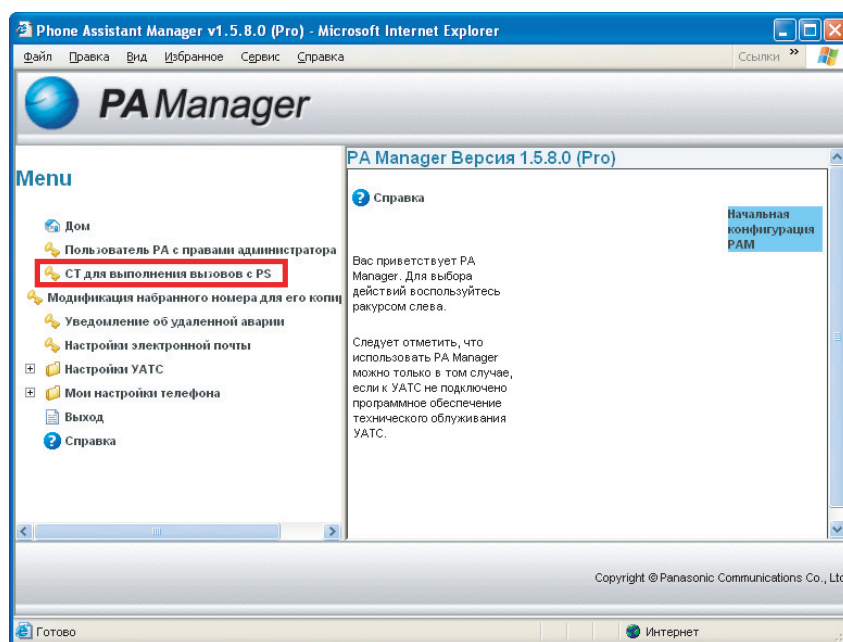 Phone Assistant Manager v1.5.8.0 (Pro) - Microsoft Internet Explorer
Файл Правка Вид Избранное Сервис Справка
Ссылки »
PA Manager
Menu
Дом
Пользователь PA с правами администратора
СТ для выполнения вызовов с PS
Модификация набранного номера для его копи
Уведомление об удаленной аварии
Настройки электронной почты
Настройки УАТС
Мои настройки телефона
Выход
Справка
PA Manager Версия 1.5.8.0 (Pro)
Справка
Начальная
конфигурация
PAM
Вас приветствует PA
Manager. Для выбора
действий воспользуйтесь
ракурсом слева.
Следует отметить, что
использовать PA Manager
можно только в том случае,
если к УАТС не подключено
программное обеспечение
технического облуживания
УАТС.
Copyright © Panasonic Communications Co., Ltd
Готово
Интернет